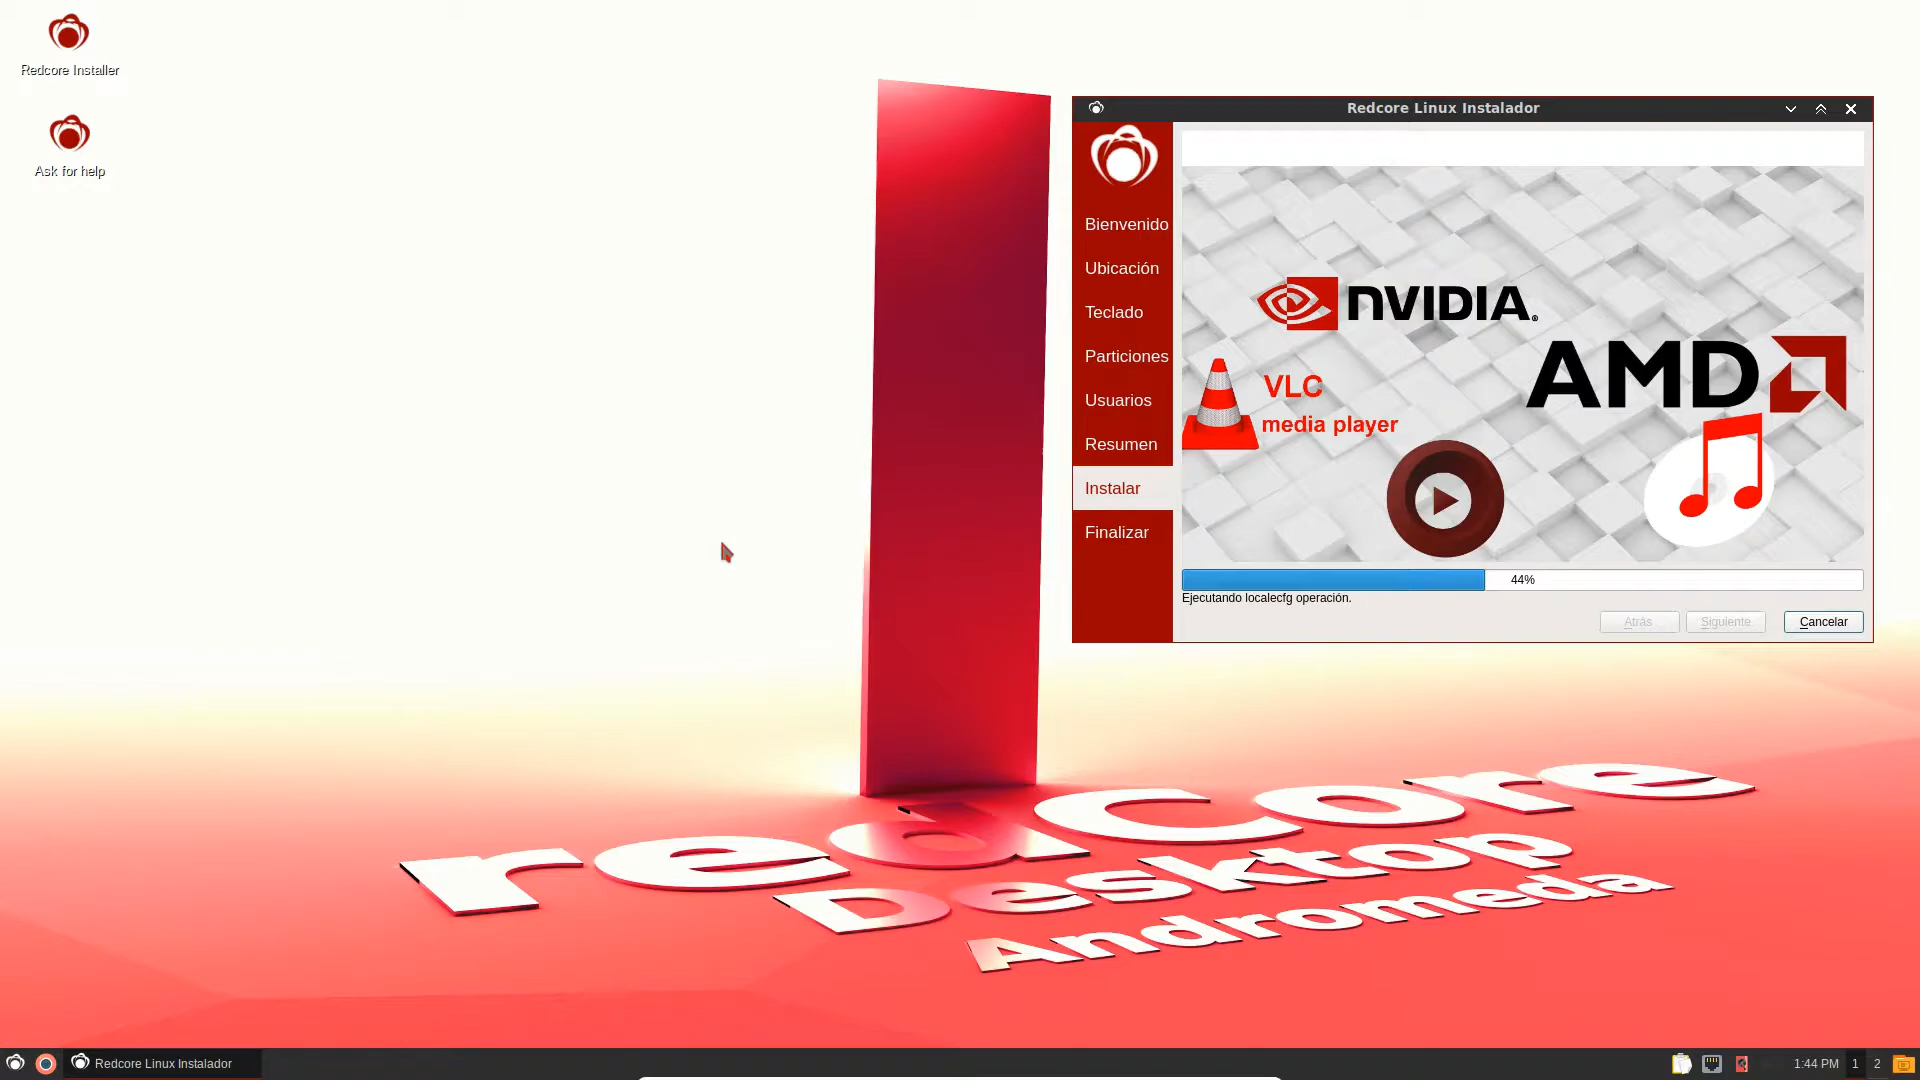 Redcore Installer
Ask for help
Redcore Linux Instalador
Bienvenido
Ubicación
Teclado
Particiones
Usuarios
Resumen
Instalar
Finalizar
NVIDIA®
AMD
VLC
media player
44%
Ejecutando localecfg operación.
Atrás
Siguiente
Cancelar
redCore
Desktop
Andromeda
Redcore Linux Instalador
1:44 PM
1
2